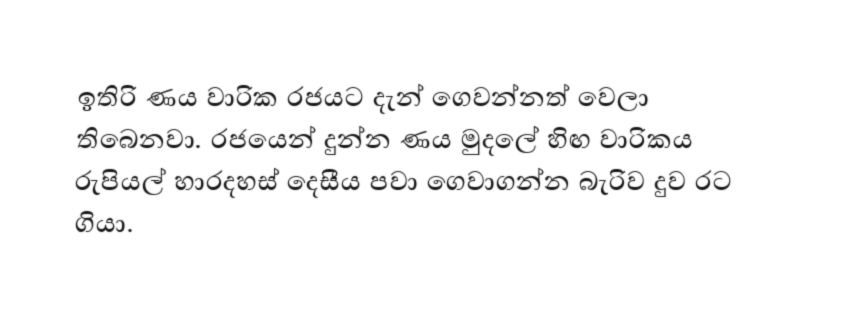 ඉතිරි ණය වාරික රජයට දැන් ගෙවන්නත් වෙලා
තිබෙනවා. රජයෙන් දුන්න ණය මුදලේ හිඟ වාරිකය
රුපියල් හාරදහස් දෙසීය පවා ගෙවාගන්න බැරිව දුව රට
ගියා.